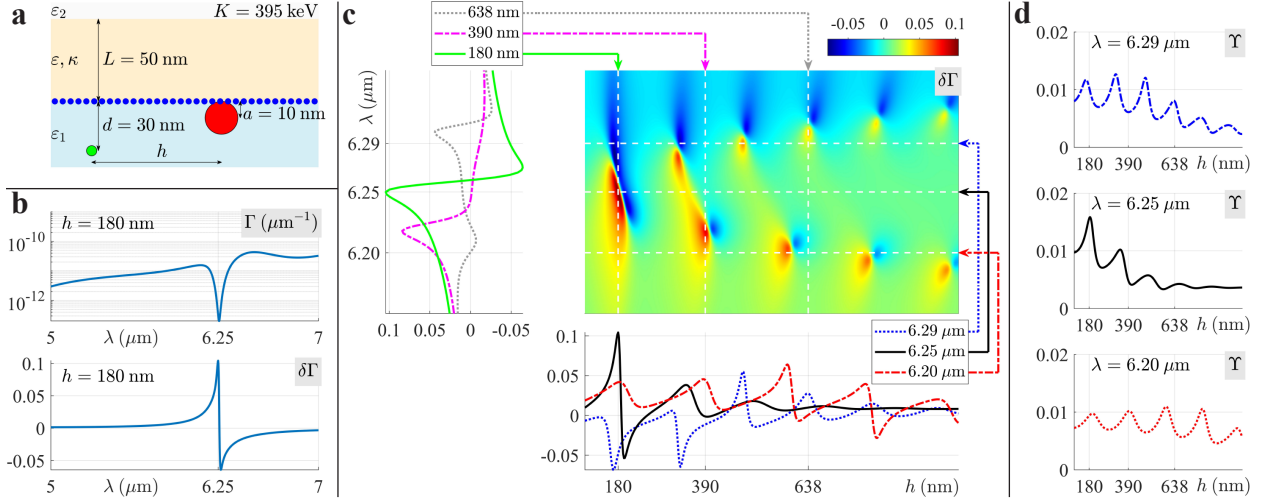 a
ε₂
K = 395 keV
ε, κ
L = 50 nm
a = 10 nm
ε₁
d = 30 nm
h
b
h = 180 nm
Γ (μm⁻¹)
10⁻¹⁰
10⁻¹²
5
λ (μm)
6.25
7
0.1
h = 180 nm
δΓ
0.05
0
-0.05
5
λ (μm)
6.25
7
c
638 nm
390 nm
180 nm
-0.05
0
0.05
0.1
δΓ
λ (μm)
6.29
6.25
6.20
0.1
0.05
0
-0.05
6.29 μm
6.25 μm
6.20 μm
0.1
0.05
0
-0.05
180
390
638
h (nm)
d
0.02
λ = 6.29 μm
ϒ
0.01
0
180
390
638
h (nm)
0.02
λ = 6.25 μm
ϒ
0.01
0
180
390
638
h (nm)
0.02
λ = 6.20 μm
ϒ
0.01
0
180
390
638
h (nm)